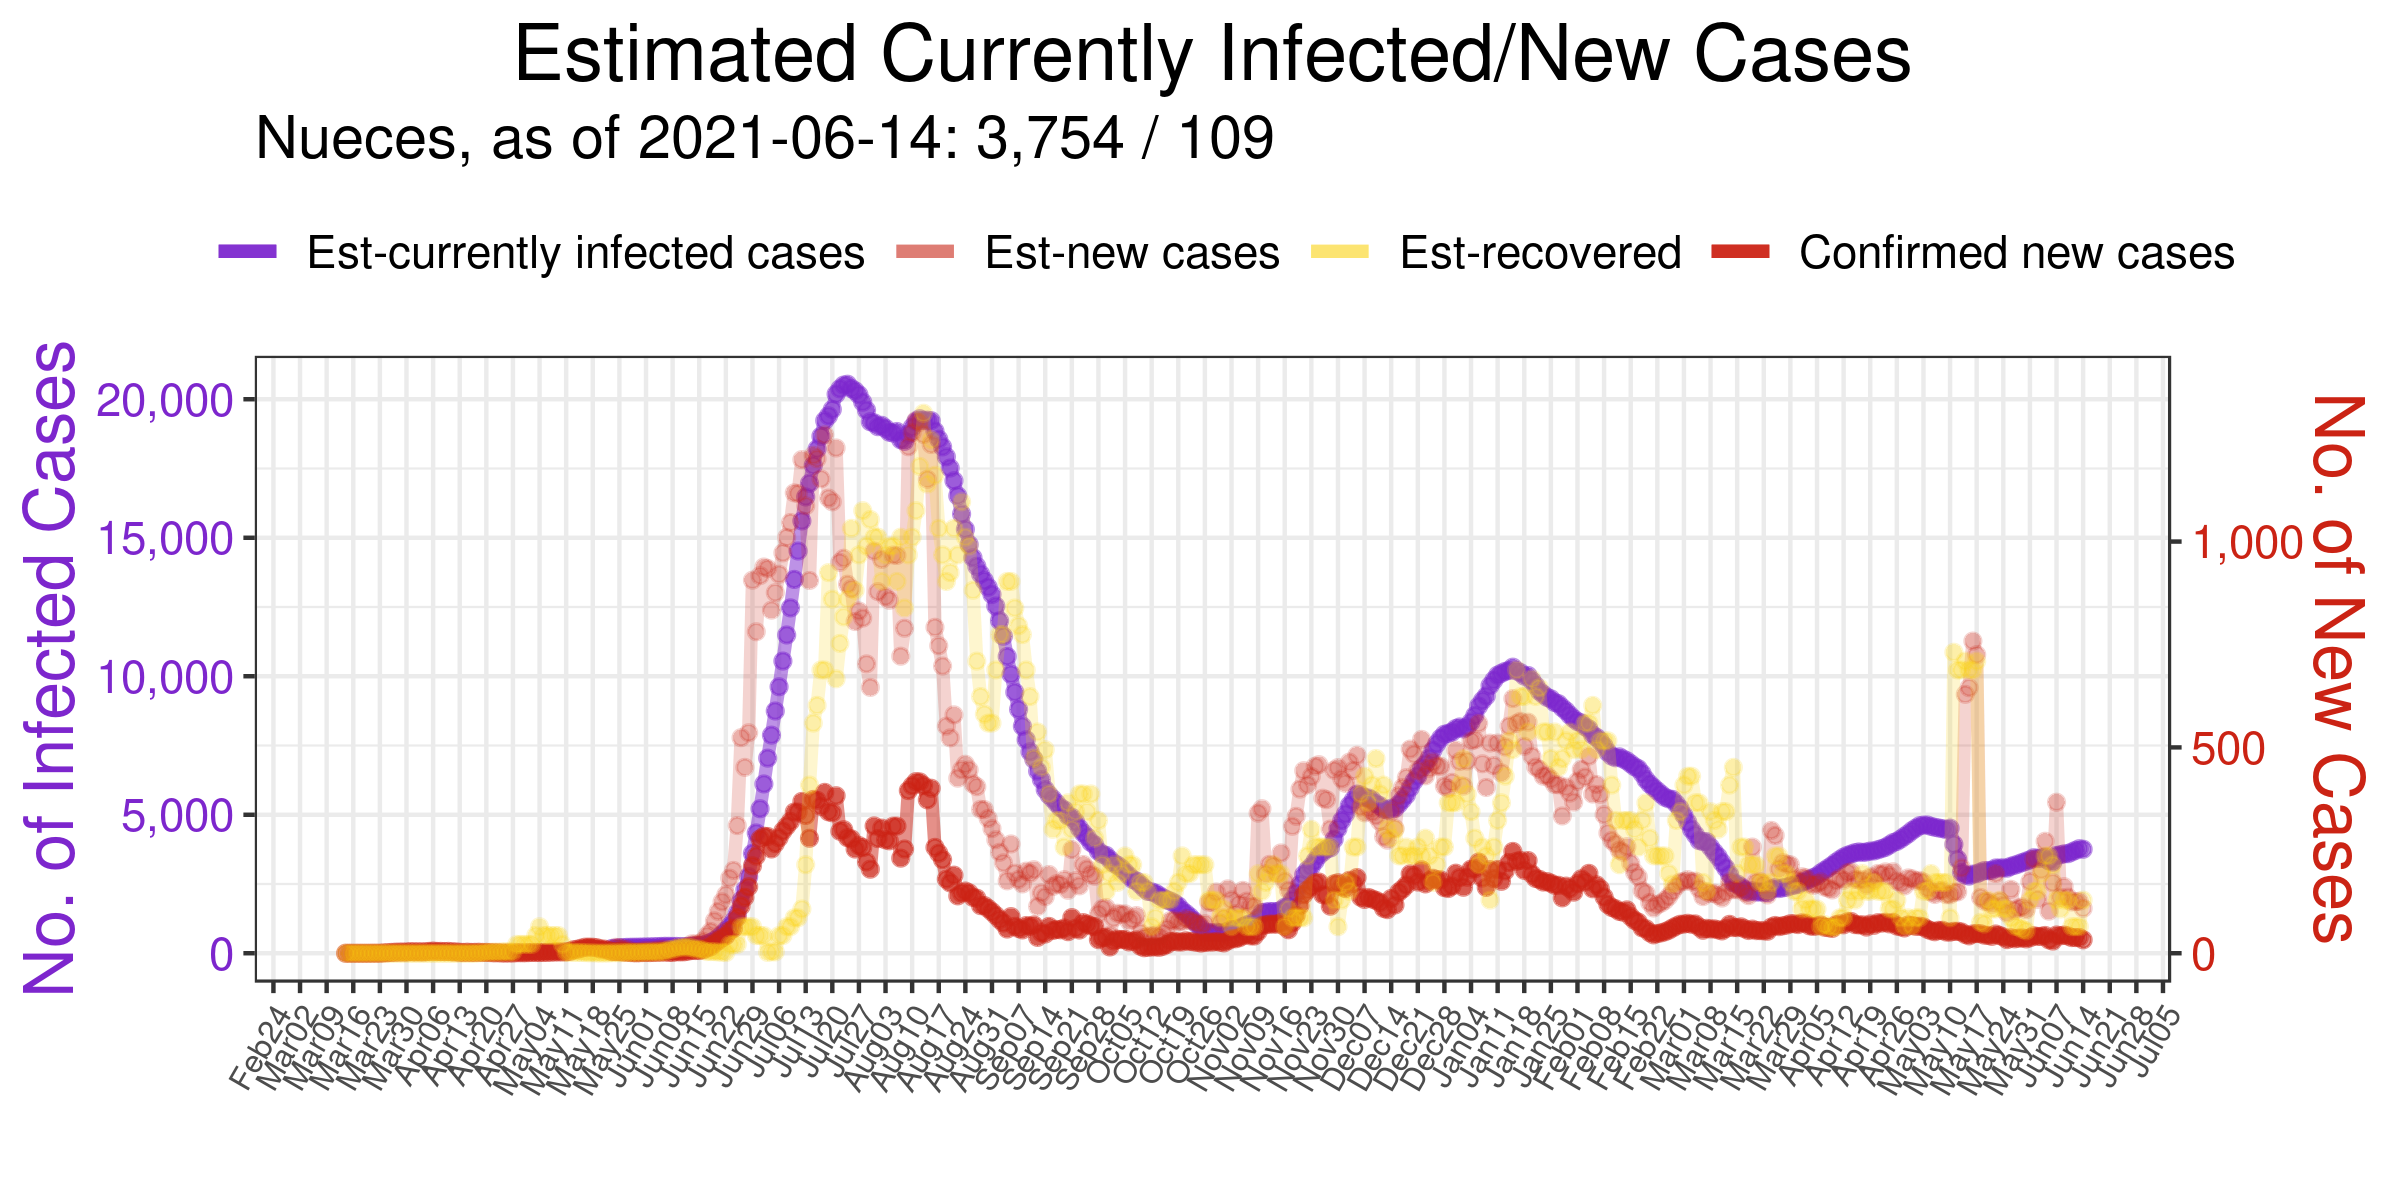 Estimated Currently Infected/New Cases
Nueces, as of 2021-06-14: 3,754 / 109
Est-currently infected cases
Est-new cases
Est-recovered
Confirmed new cases
No. of Infected Cases
20,000
15,000
10,000
5,000
0
No. of New Cases
1,000
500
0
Feb24
Mar02
Mar09
Mar16
Mar23
Mar30
Apr06
Apr13
Apr20
Apr27
May04
May11
May18
May25
Jun01
Jun08
Jun15
Jun22
Jun29
Jul06
Jul13
Jul20
Jul27
Aug03
Aug10
Aug17
Aug24
Aug31
Sep07
Sep14
Sep21
Sep28
Oct05
Oct12
Oct19
Oct26
Nov02
Nov09
Nov16
Nov23
Nov30
Dec07
Dec14
Dec21
Dec28
Jan04
Jan11
Jan18
Jan25
Feb01
Feb08
Feb15
Feb22
Mar01
Mar08
Mar15
Mar22
Mar29
Apr05
Apr12
Apr19
Apr26
May03
May10
May17
May24
May31
Jun07
Jun14
Jun21
Jun28
Jul05